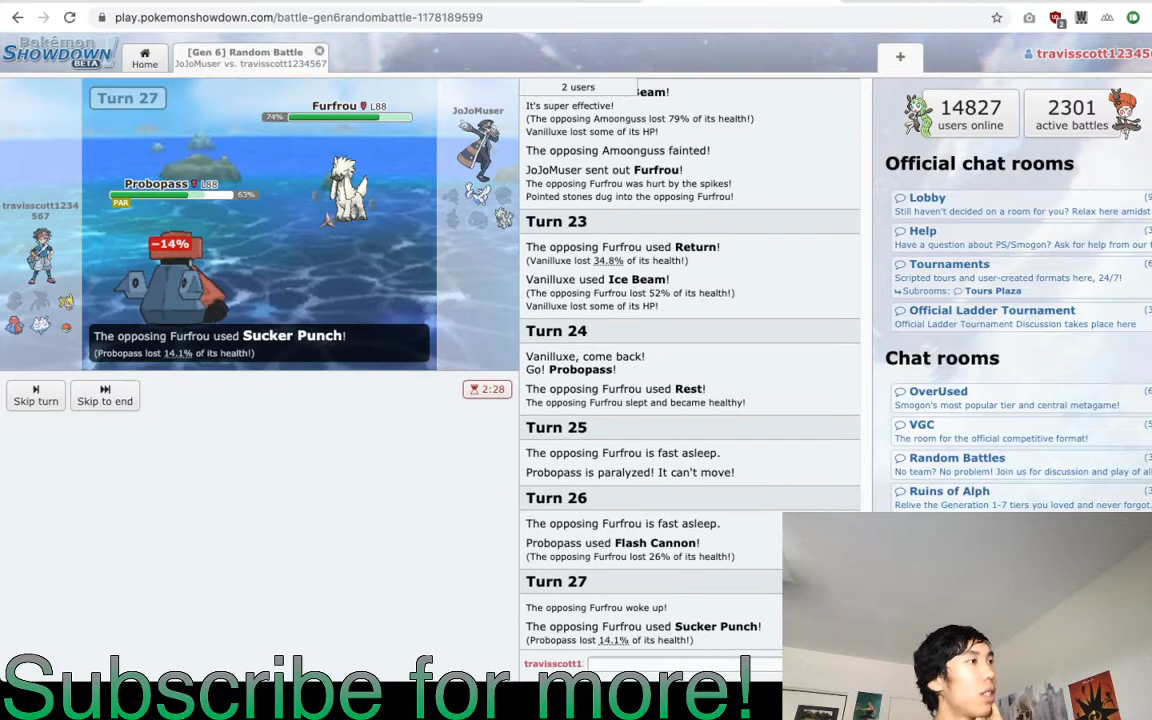 play.pokemonshowdown.com/battle-gen6randombattle-1178189599
Pokémon
SHOWDOWN!
BETA
Home
[Gen 6] Random Battle
JoJoMuser vs. travisscott1234567
+
travisscott12345
Turn 27
Furfrou L88
74%
JoJoMuser
Probopass L88
PAR
63%
travisscott1234
567
−14%
The opposing Furfrou used Sucker Punch!
(Probopass lost 14.1% of its health!)
Skip turn
Skip to end
2:28
2 users
Beam!
It's super effective!
(The opposing Amoonguss lost 79% of its health!)
Vanilluxe lost some of its HP!
The opposing Amoonguss fainted!
JoJoMuser sent out Furfrou!
The opposing Furfrou was hurt by the spikes!
Pointed stones dug into the opposing Furfrou!
Turn 23
The opposing Furfrou used Return!
(Vanilluxe lost 34.8% of its health!)
Vanilluxe used Ice Beam!
(The opposing Furfrou lost 52% of its health!)
Vanilluxe lost some of its HP!
Turn 24
Vanilluxe, come back!
Go! Probopass!
The opposing Furfrou used Rest!
The opposing Furfrou slept and became healthy!
Turn 25
The opposing Furfrou is fast asleep.
Probopass is paralyzed! It can't move!
Turn 26
The opposing Furfrou is fast asleep.
Probopass used Flash Cannon!
(The opposing Furfrou lost 26% of its health!)
Turn 27
The opposing Furfrou woke up!
The opposing Furfrou used Sucker Punch!
(Probopass lost 14.1% of its health!)
travisscott1
14827
users online
2301
active battles
Official chat rooms
Lobby
Still haven't decided on a room for you? Relax here amidst
Help
Have a question about PS/Smogon? Ask for help from our
Tournaments
Scripted tours and user-created formats here, 24/7!
Subrooms: Tours Plaza
Official Ladder Tournament
Official Ladder Tournament Discussion takes place here
Chat rooms
OverUsed
Smogon's most popular tier and central metagame!
VGC
The room for the official competitive format!
Random Battles
No team? No problem! Join us for discussion and play of all
Ruins of Alph
Relive the Generation 1-7 tiers you loved and never forgot.
Subscribe for more!